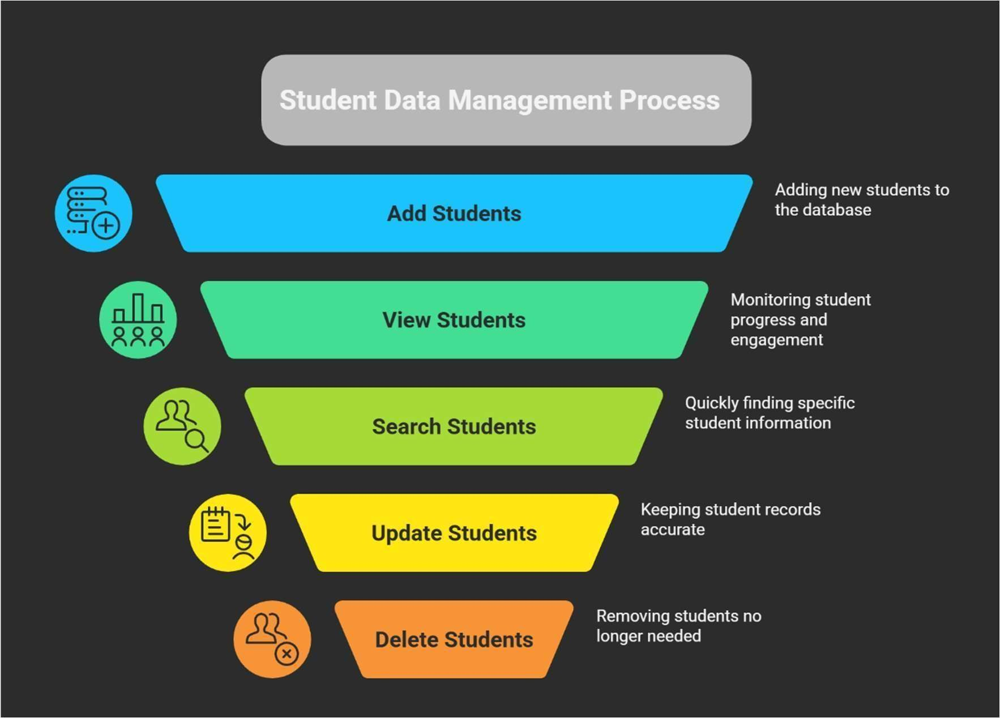 Student Data Management Process
Add Students
Adding new students to
the database
View Students
Monitoring student
progress and
engagement
Search Students
Quickly finding specific
student information
Update Students
Keeping student records
accurate
Delete Students
Removing students no
longer needed